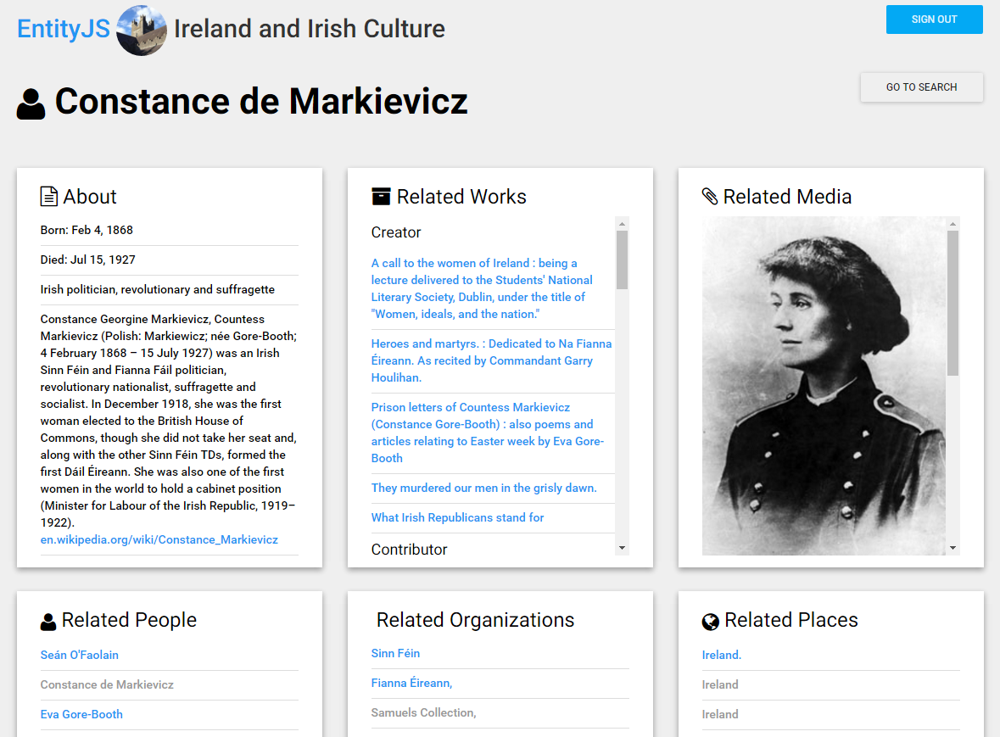 EntityJS Ireland and Irish Culture
SIGN OUT
Constance de Markievicz
GO TO SEARCH
About
Born: Feb 4, 1868
Died: Jul 15, 1927
Irish politician, revolutionary and suffragette
Constance Georgine Markievicz, Countess
Markievicz (Polish: Markiewicz; née Gore-Booth;
4 February 1868 – 15 July 1927) was an Irish
Sinn Féin and Fianna Fáil politician,
revolutionary nationalist, suffragette and
socialist. In December 1918, she was the first
woman elected to the British House of
Commons, though she did not take her seat and,
along with the other Sinn Féin TDs, formed the
first Dáil Éireann. She was also one of the first
women in the world to hold a cabinet position
(Minister for Labour of the Irish Republic, 1919–
1922).
en.wikipedia.org/wiki/Constance_Markievicz
Related Works
Creator
A call to the women of Ireland : being a
lecture delivered to the Students' National
Literary Society, Dublin, under the title of
"Women, ideals, and the nation."
Heroes and martyrs. : Dedicated to Na Fianna
Éireann. As recited by Commandant Garry
Houlihan.
Prison letters of Countess Markievicz
(Constance Gore-Booth) : also poems and
articles relating to Easter week by Eva Gore-
Booth
They murdered our men in the grisly dawn.
What Irish Republicans stand for
Contributor
Related Media
Related People
Seán O'Faolain
Constance de Markievicz
Eva Gore-Booth
Related Organizations
Sinn Féin
Fianna Éireann,
Samuels Collection,
Related Places
Ireland.
Ireland
Ireland